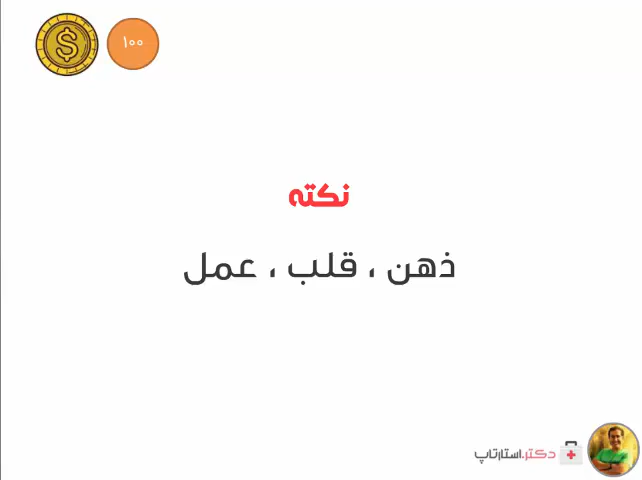 ۱۰۰
نکته
ذهن ، قلب ، عمل
دکتر.استارتاپ